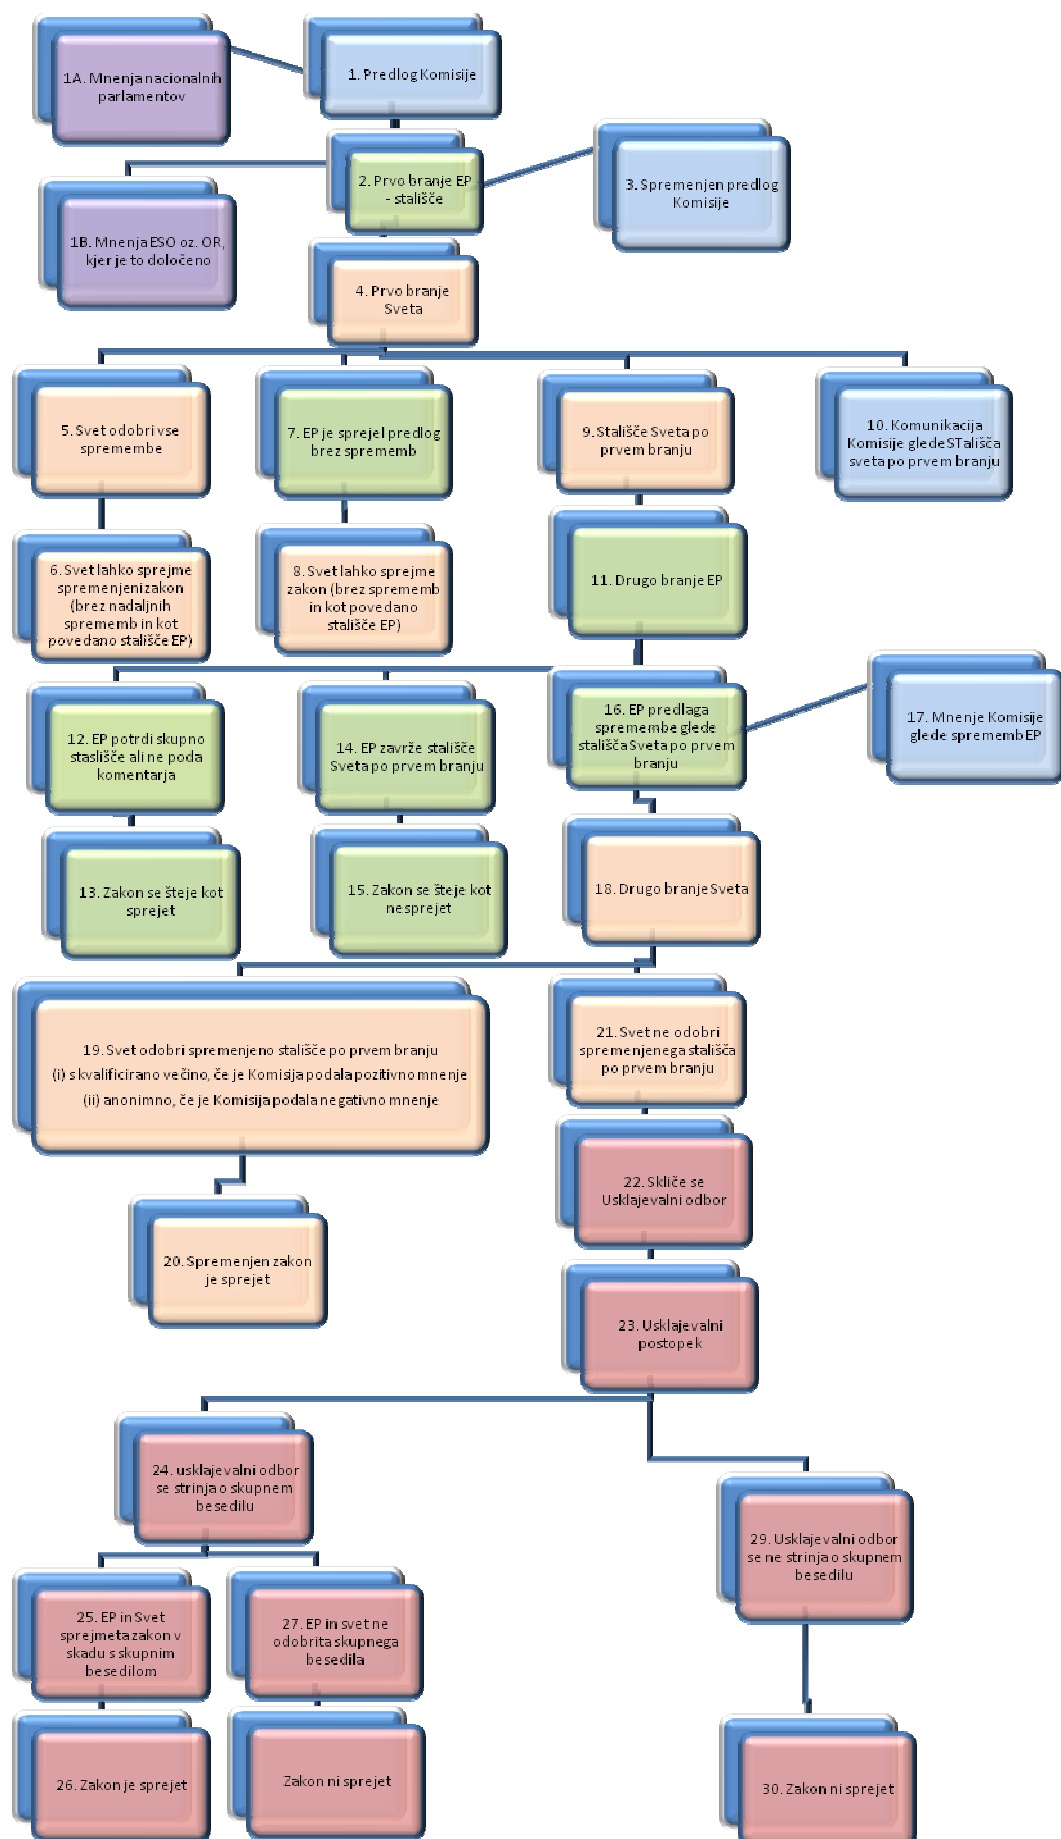 1A. Mnenja nacionalnih
parlamentov
1. Predlog Komisije
2. Prvo branje EP
- stališče
3. Spremenjen predlog
Komisije
1B. Mnenja ESO oz. OR,
kjer je to določeno
4. Prvo branje
Sveta
5. Svet odobri vse
spremembe
7. EP je sprejel predlog
brez sprememb
9. Stališče Sveta po
prvem branju
10. Komunikacija
Komisije glede STališča
sveta po prvem branju
6. Svet lahko sprejme
spremenjeni zakon
(brez nadaljnih
sprememb in kot
povedano stališče EP)
8. Svet lahko sprejme
zakon (brez sprememb
in kot povedano
stališče EP)
11. Drugo branje EP
12. EP potrdi skupno
staslišče ali ne poda
komentarja
14. EP zavrže stališče
Sveta po prvem branju
16. EP predlaga
spremembe glede
stališča Sveta po prvem
branju
17. Mnenje Komisije
glede sprememb EP
13. Zakon se šteje kot
sprejet
15. Zakon se šteje kot
nesprejet
18. Drugo branje Sveta
19. Svet odobri spremenjeno stališče po prvem branju
(i) s kvalificirano večino, če je Komisija podala pozitivno mnenje
(ii) anonimno, če je Komisija podala negativno mnenje
21. Svet ne odobri
spremenjenega stališča
po prvem branju
22. Skliče se
Usklajevalni odbor
20. Spremenjen zakon
je sprejet
23. Usklajevalni
postopek
24. usklajevalni odbor
se strinja o skupnem
besedilu
29. Usklajevalni odbor
se ne strinja o skupnem
besedilu
25. EP in Svet
sprejmeta zakon v
skadu s skupnim
besedilom
27. EP in svet ne
odobrita skupnega
besedila
26. Zakon je sprejet
Zakon ni sprejet
30. Zakon ni sprejet